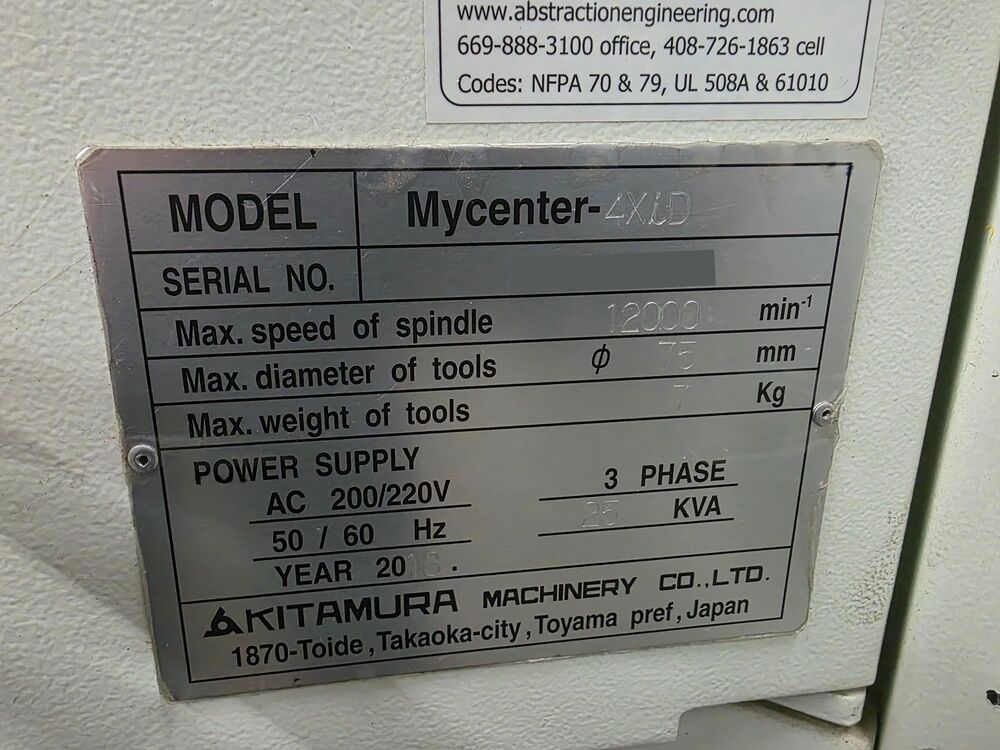 www.abstractionengineering.com
669-888-3100 office, 408-726-1863 cell
Codes: NFPA 70 & 79, UL 508A & 61010
MODEL Mycenter-4XiD
SERIAL NO.
Max. speed of spindle 12000 min-1
Max. diameter of tools φ 75 mm
Max. weight of tools 7 Kg
POWER SUPPLY
AC 200/220V 3 PHASE
50 / 60 Hz 25 KVA
YEAR 2018.
KITAMURA MACHINERY CO.,LTD.
1870-Toide, Takaoka-city, Toyama pref, Japan